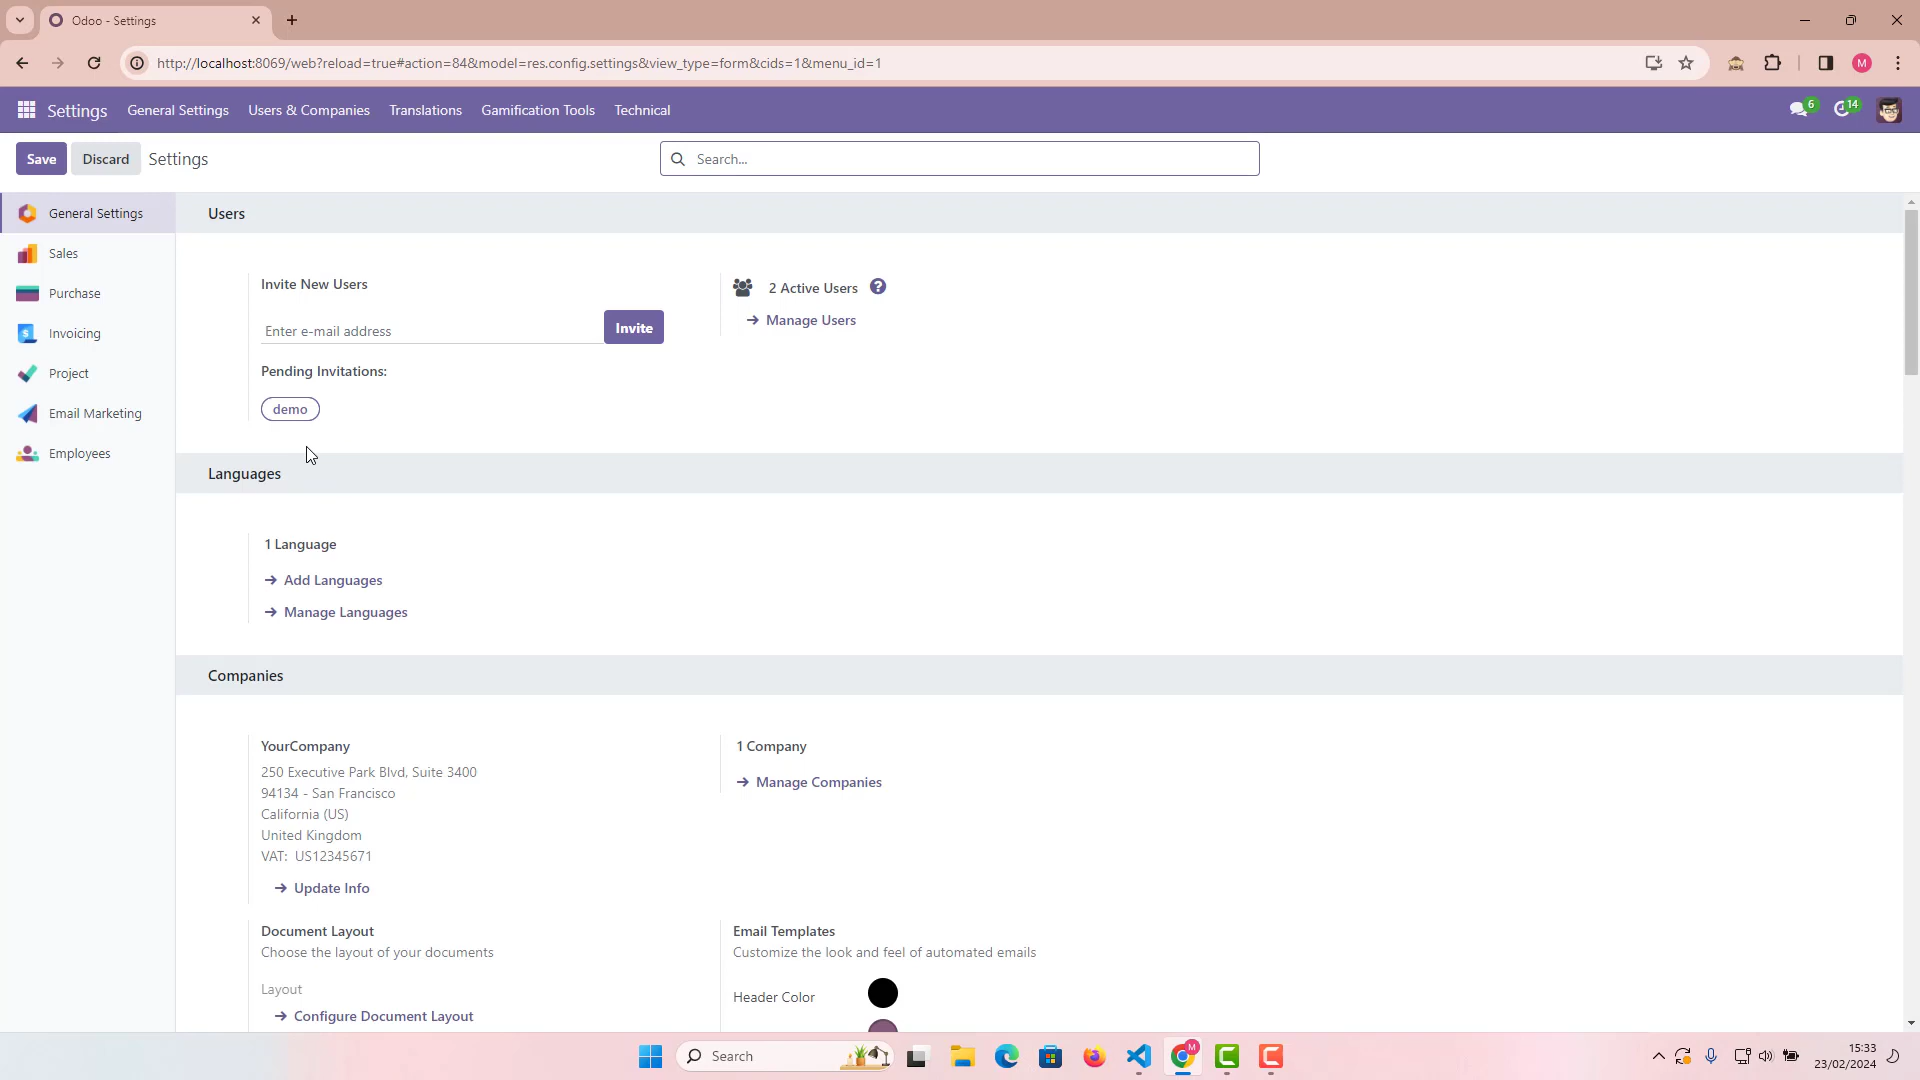 Odoo - Settings
http://localhost:8069/web?reload=true#action=84&model=res.config.settings&view_type=form&cids=1&menu_id=1
M
Settings
General Settings
Users & Companies
Translations
Gamification Tools
Technical
6
14
Save
Discard
Settings
Search...
General Settings
Sales
Purchase
Invoicing
Project
Email Marketing
Employees
Users
Invite New Users
Enter e-mail address
Invite
Pending Invitations:
demo
2 Active Users
?
Manage Users
Languages
1 Language
Add Languages
Manage Languages
Companies
YourCompany
250 Executive Park Blvd, Suite 3400
94134 - San Francisco
California (US)
United Kingdom
VAT: US12345671
Update Info
1 Company
Manage Companies
Document Layout
Choose the layout of your documents
Layout
Configure Document Layout
Email Templates
Customize the look and feel of automated emails
Header Color
Search
M
15:33
23/02/2024